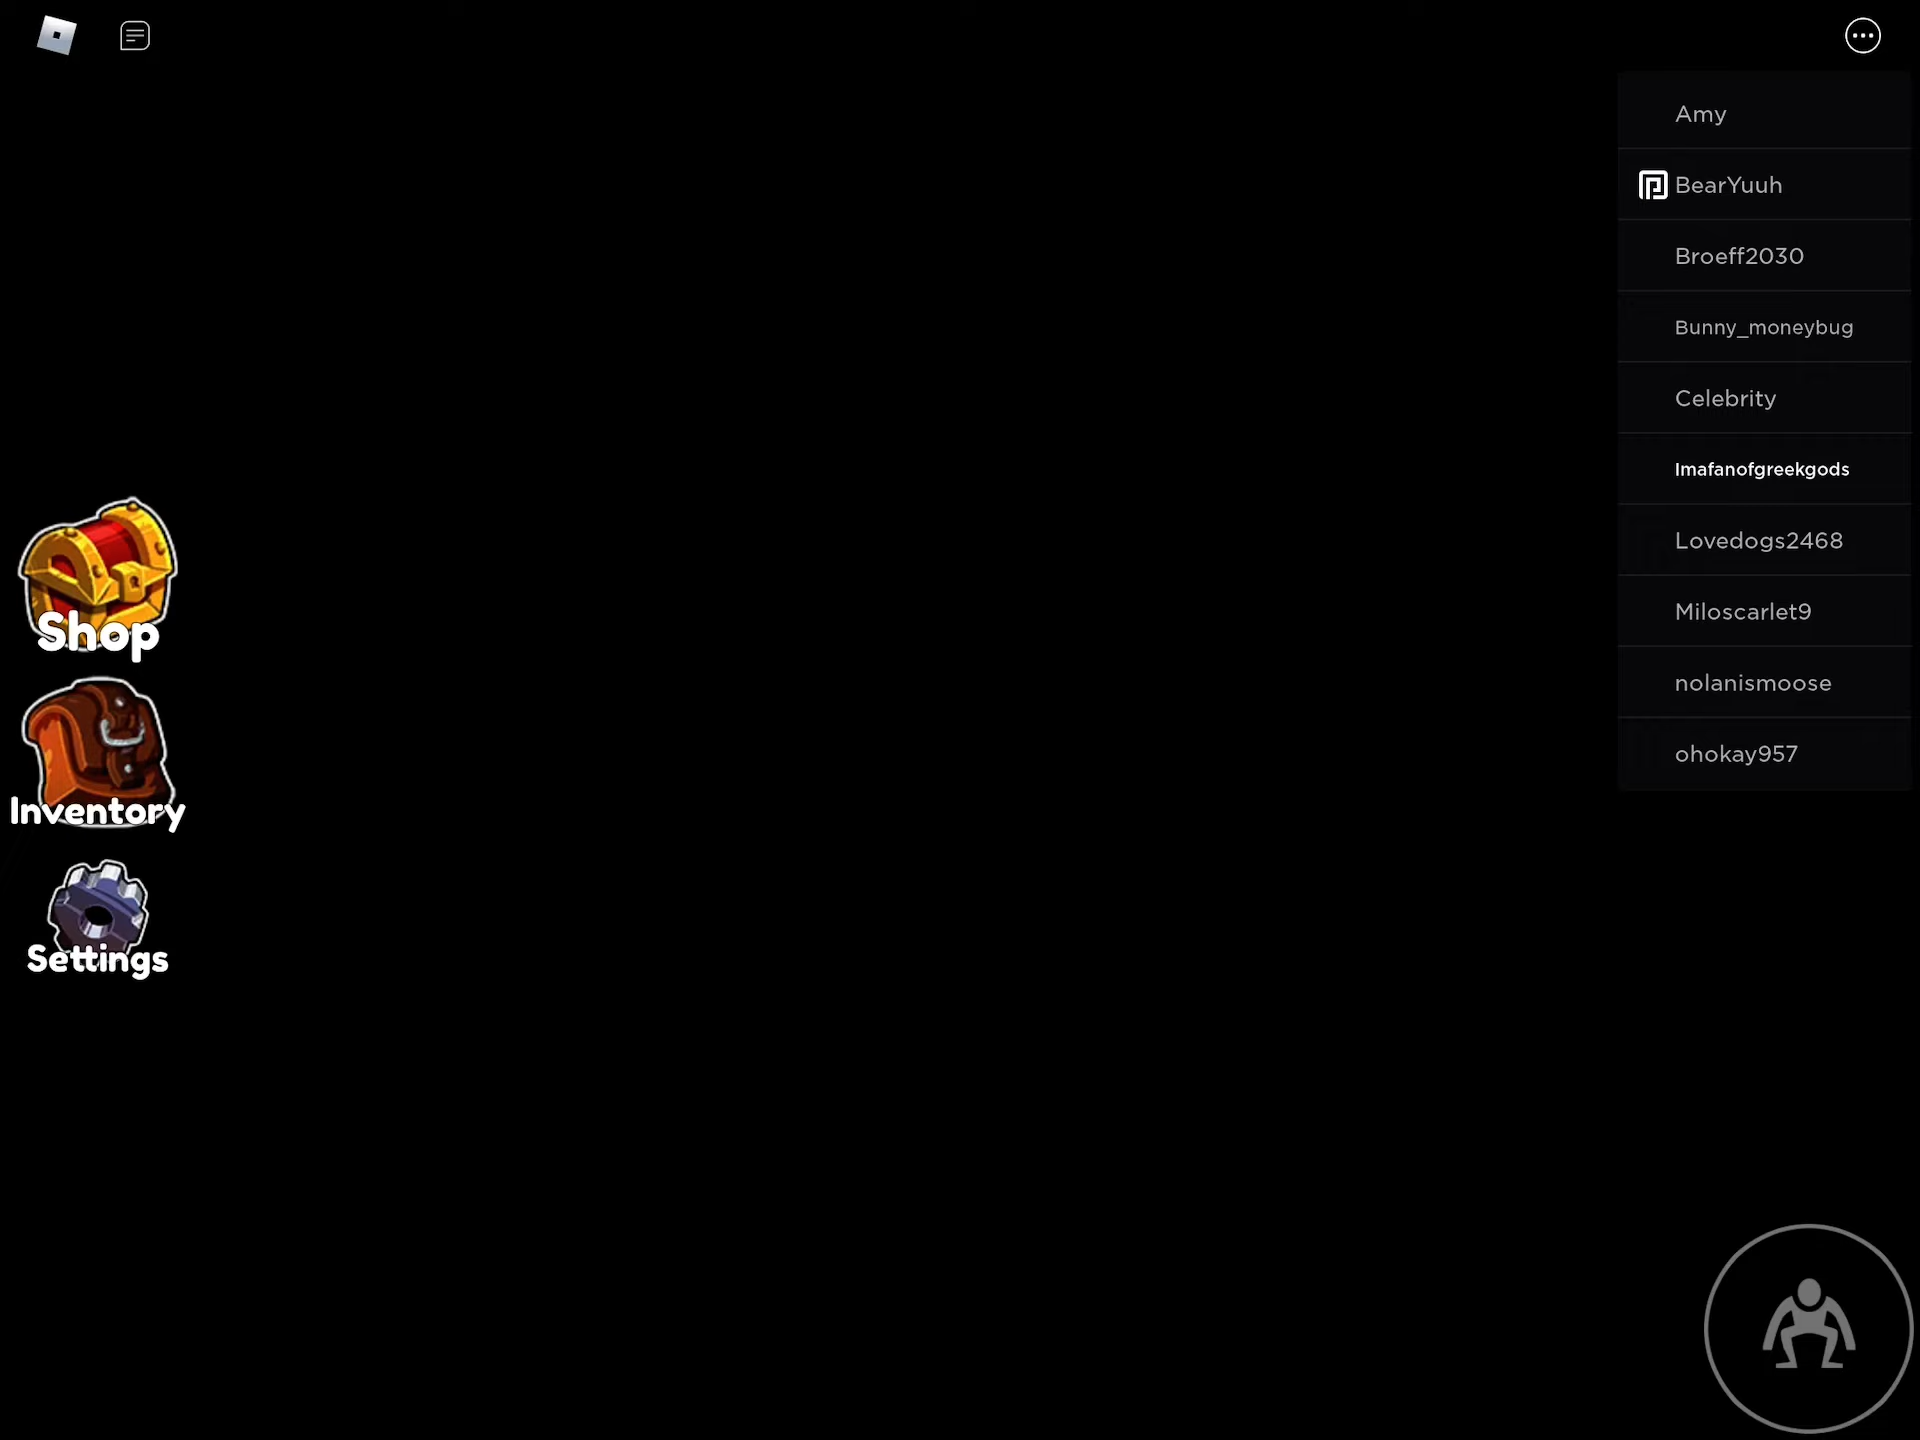 Amy
BearYuuh
Broeff2030
Bunny_moneybug
Celebrity
Imafanofgreekgods
Lovedogs2468
Miloscarlet9
nolanismoose
ohokay957
Shop
Inventory
Settings